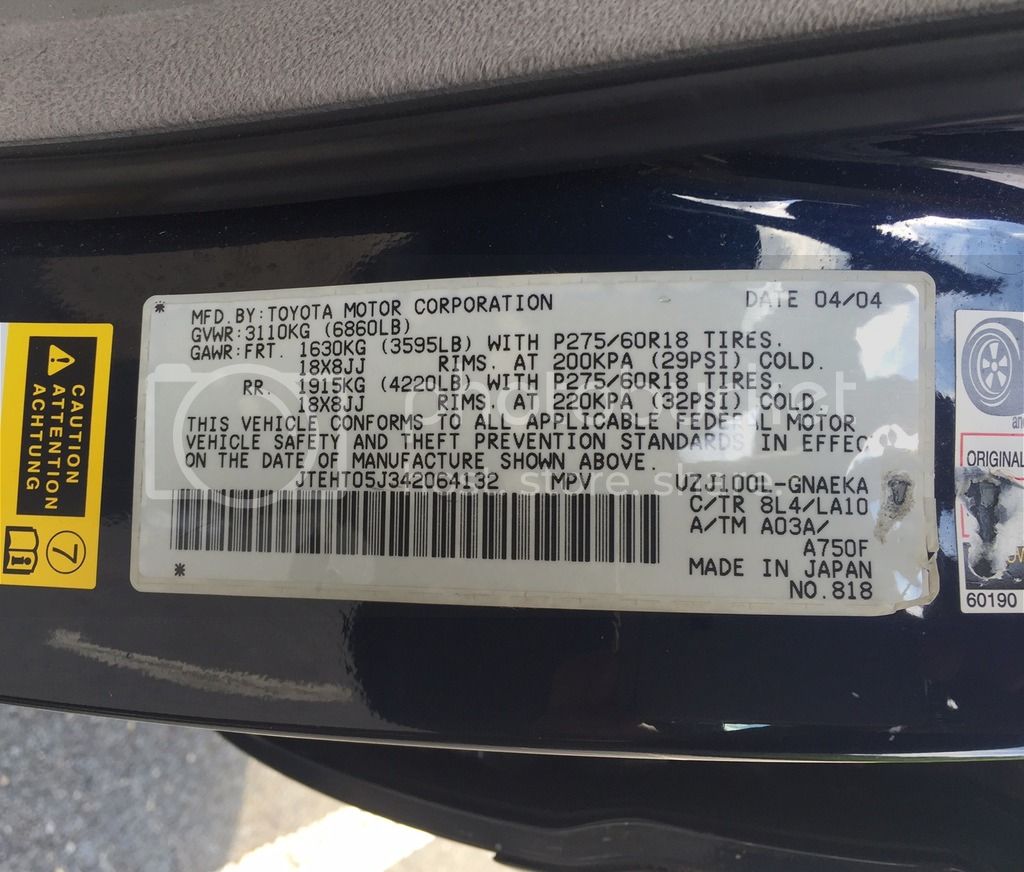 MFD.BY:TOYOTA MOTOR CORPORATION DATE 04/04
GVWR:3110KG (6860LB)
GAWR:FRT. 1630KG (3595LB) WITH P275/60R18 TIRES.
18X8JJ RIMS. AT 200KPA (29PSI) COLD.
RR. 1915KG (4220LB) WITH P275/60R18 TIRES.
18X8JJ RIMS. AT 220KPA (32PSI) COLD.
THIS VEHICLE CONFORMS TO ALL APPLICABLE FEDERAL MOTOR
VEHICLE SAFETY AND THEFT PREVENTION STANDARDS IN EFFEC
ON THE DATE OF MANUFACTURE SHOWN ABOVE.
JTEHT05J342064132 MPV UZJ100L-GNAEKA
C/TR 8L4/LA10
A/TM A03A/
A750F
MADE IN JAPAN
NO.818
CAUTION
ATTENTION
ACHTUNG
7
and
ORIGINAL
60190
photobucket